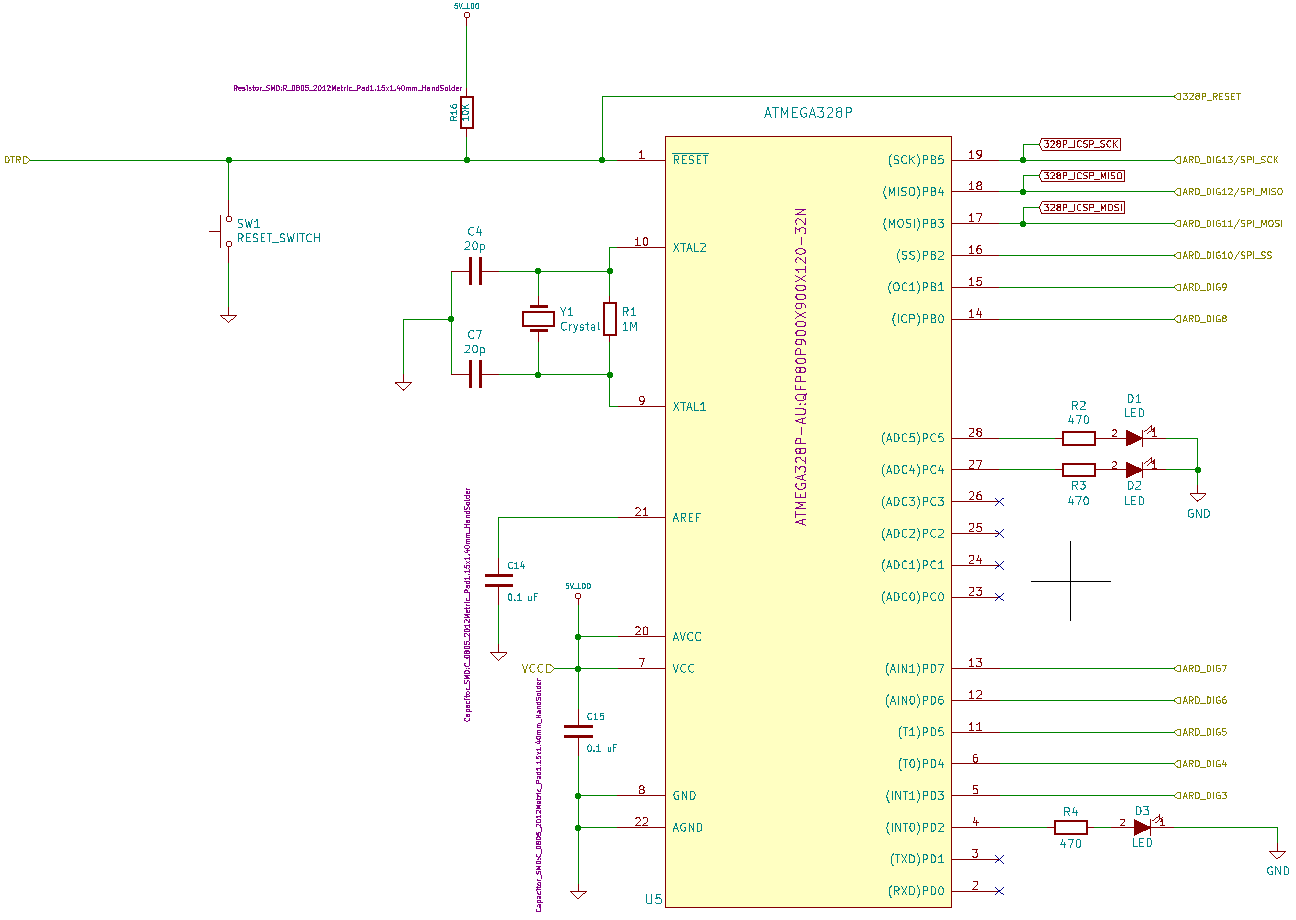 5V_LDO
Resistor_SMD:R_0805_2012Metric_Pad1.15x1.40mm_HandSolder
R16
10K
DTR
SW1
RESET_SWITCH
C4
20p
C7
20p
Y1
Crystal
R1
1M
Capacitor_SMD:C_0805_2012Metric_Pad1.15x1.40mm_HandSolder
C14
0.1 uF
5V_LDO
VCC
Capacitor_SMD:C_0805_2012Metric_Pad1.15x1.40mm_HandSolder
C15
0.1 uF
ATMEGA328P
ATMEGA328P-AU:QFP80P900X900X120-32N
U5
1 RESET
10 XTAL2
9 XTAL1
21 AREF
20 AVCC
7 VCC
8 GND
22 AGND
328P_RESET
328P_ICSP_SCK
(SCK)PB5 19 ARD_DIG13/SPI_SCK
328P_ICSP_MISO
(MISO)PB4 18 ARD_DIG12/SPI_MISO
328P_ICSP_MOSI
(MOSI)PB3 17 ARD_DIG11/SPI_MOSI
(SS)PB2 16 ARD_DIG10/SPI_SS
(OC1)PB1 15 ARD_DIG9
(ICP)PB0 14 ARD_DIG8
R2
470
D1
LED
(ADC5)PC5 28 2 1
(ADC4)PC4 27 2 1
R3
470
D2
LED
GND
(ADC3)PC3 26
(ADC2)PC2 25
(ADC1)PC1 24
(ADC0)PC0 23
(AIN1)PD7 13 ARD_DIG7
(AIN0)PD6 12 ARD_DIG6
(T1)PD5 11 ARD_DIG5
(T0)PD4 6 ARD_DIG4
(INT1)PD3 5 ARD_DIG3
R4
470
D3
LED
(INT0)PD2 4 2 1
GND
(TXD)PD1 3
(RXD)PD0 2